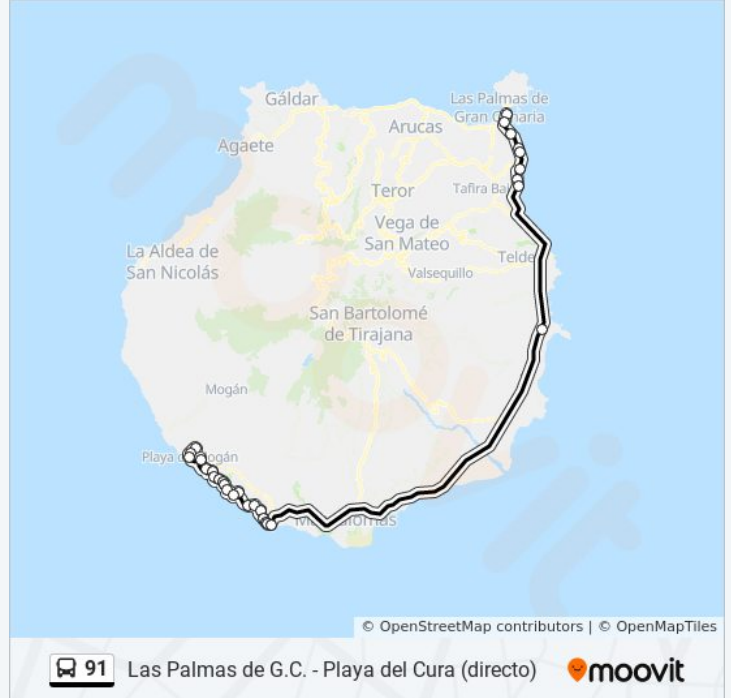 Gáldar
Las Palmas de
Gran Canaria
Arucas
Agaete
Teror
Tafira Ba
Vega de
San Mateo
La Aldea de
San Nicolás
Telde
Valsequillo
San Bartolomé
de Tirajana
Mogán
Playa de Mogán
Maspalomas
© OpenStreetMap contributors | © OpenMapTiles
91 Las Palmas de G.C. - Playa del Cura (directo) moovit